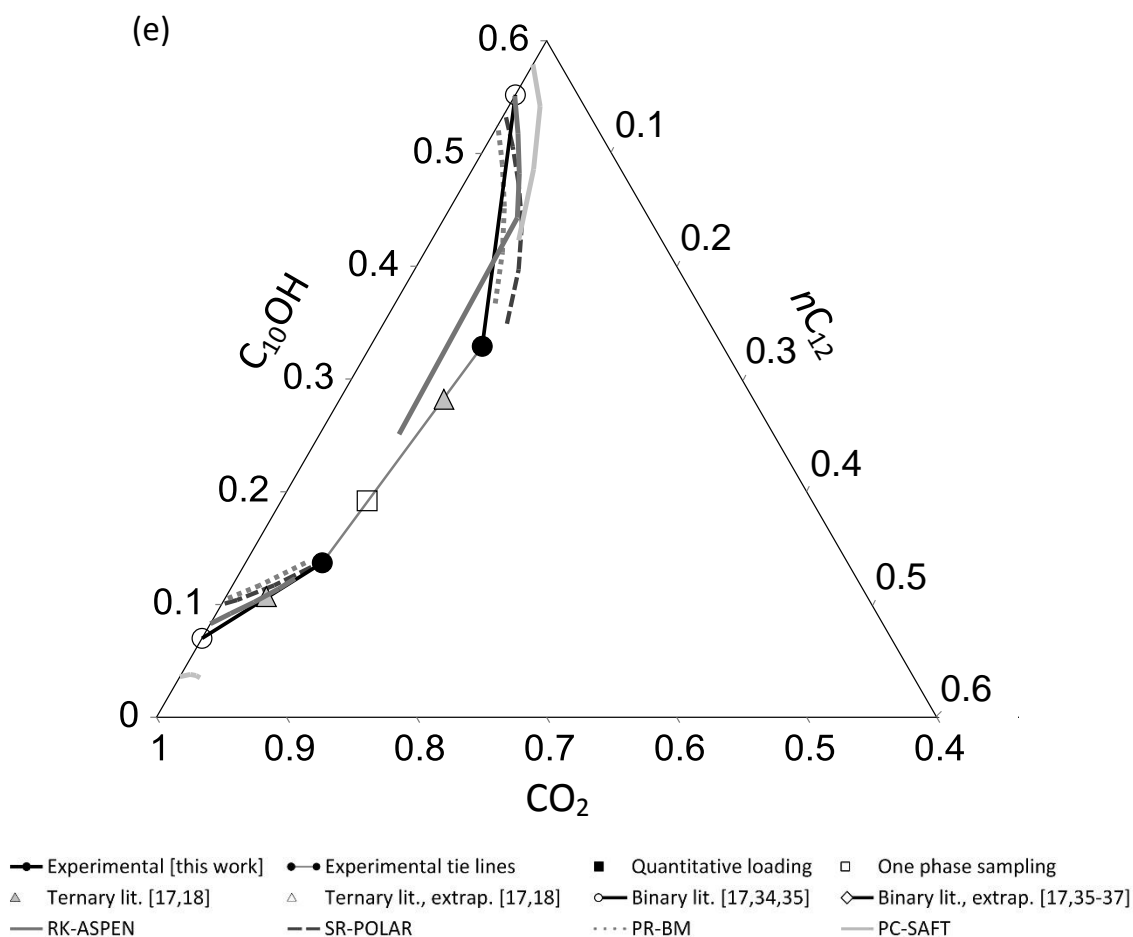 (e)
0.6
0.1
0.5
0.2
0.4
C₁₀OH
nC₁₂
0.3
0.3
0.4
0.2
0.5
0.1
0.6
0
1
0.9
0.8
0.7
0.6
0.5
0.4
CO₂
Experimental [this work]
Experimental tie lines
Quantitative loading
One phase sampling
Ternary lit. [17,18]
Ternary lit., extrap. [17,18]
Binary lit. [17,34,35]
Binary lit., extrap. [17,35-37]
RK-ASPEN
SR-POLAR
PR-BM
PC-SAFT